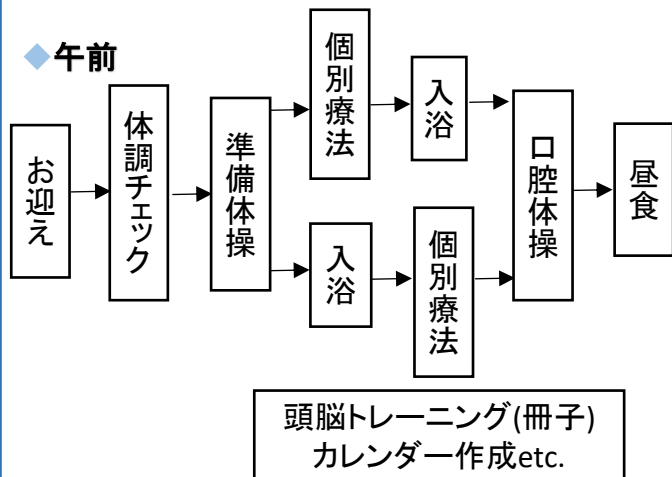 ◆午前
お迎え
体調チェック
準備体操
個別療法
入浴
入浴
個別療法
口腔体操
昼食
頭脳トレーニング(冊子)
カレンダー作成etc.